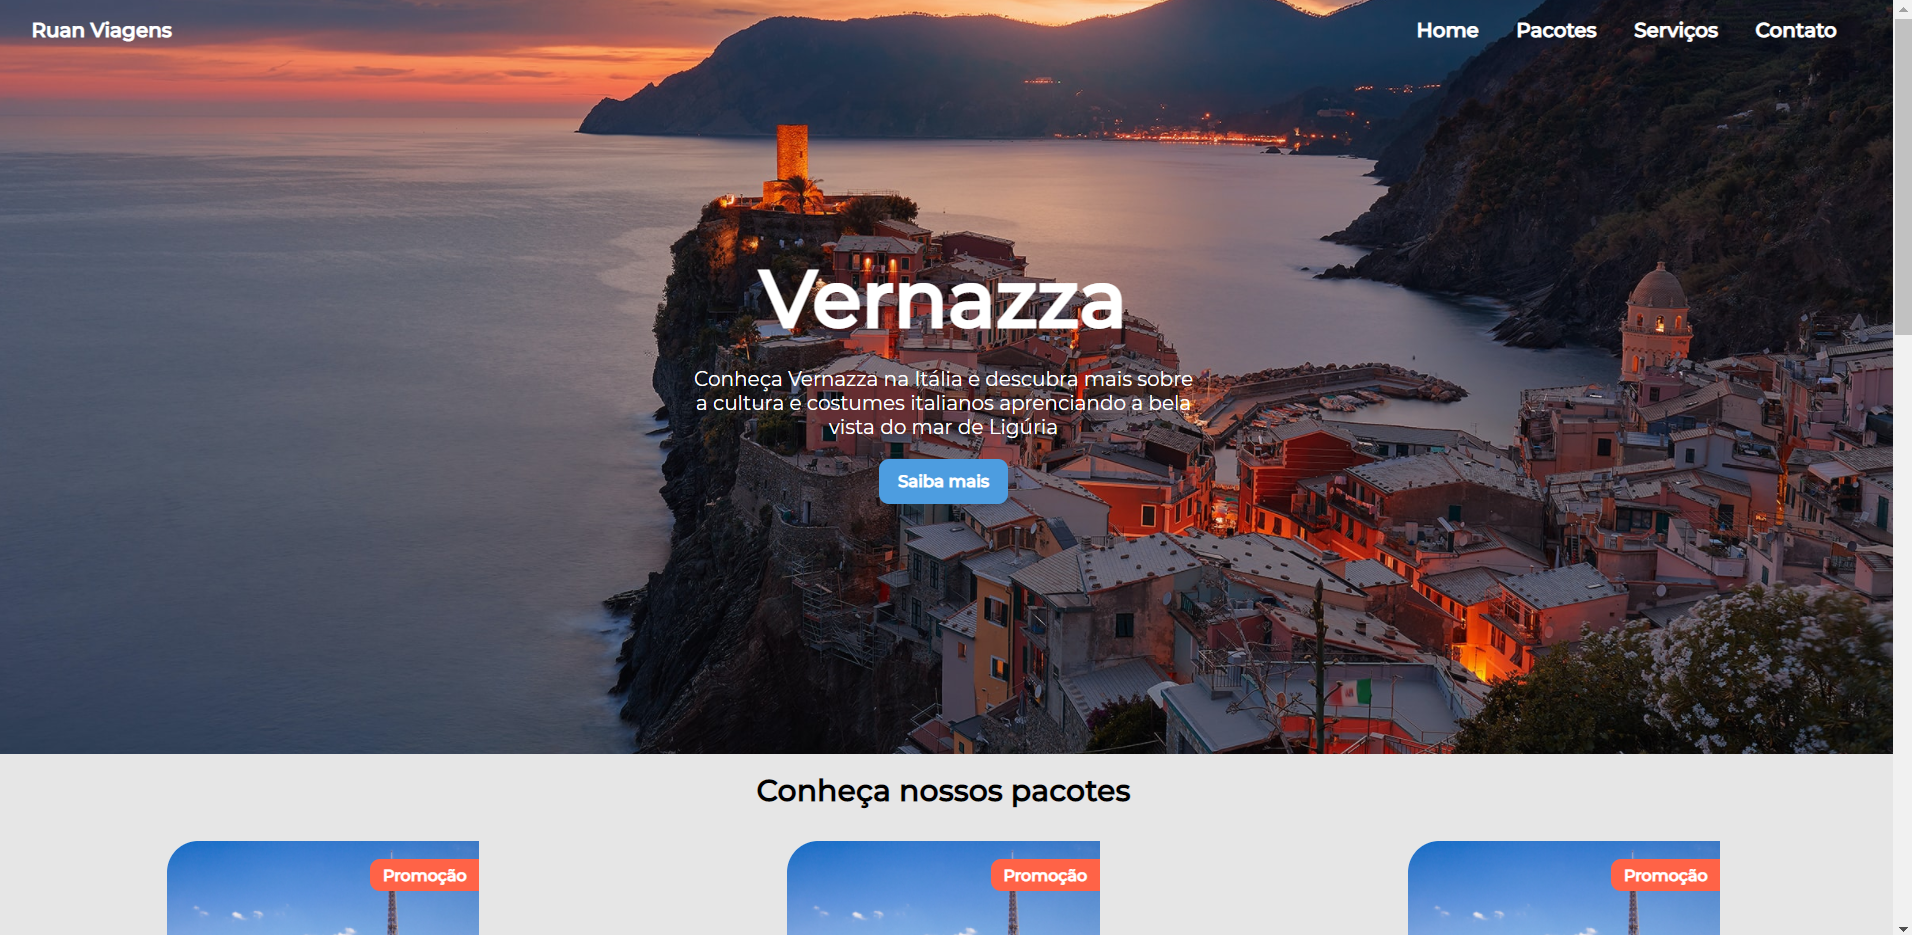 Ruan Viagens
Home Pacotes Serviços Contato
Vernazza
Conheça Vernazza na Itália e descubra mais sobre
a cultura e costumes italianos aprenciando a bela
vista do mar de Ligúria
Saiba mais
Conheça nossos pacotes
Promoção
Promoção
Promoção